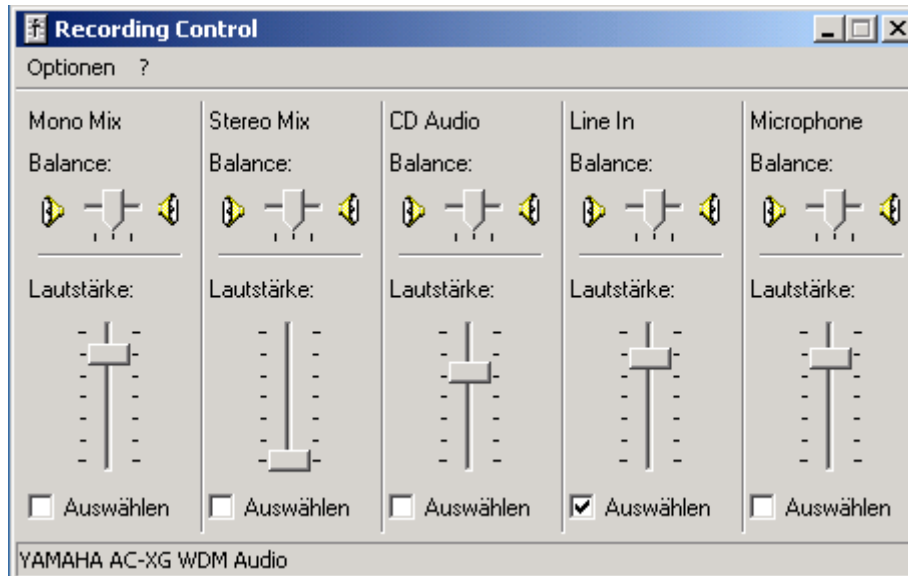 Recording Control
Optionen ?
Mono Mix Stereo Mix CD Audio Line In Microphone
Balance: Balance: Balance: Balance: Balance:
Lautstärke: Lautstärke: Lautstärke: Lautstärke: Lautstärke:
Auswählen Auswählen Auswählen Auswählen Auswählen
YAMAHA AC-XG WDM Audio